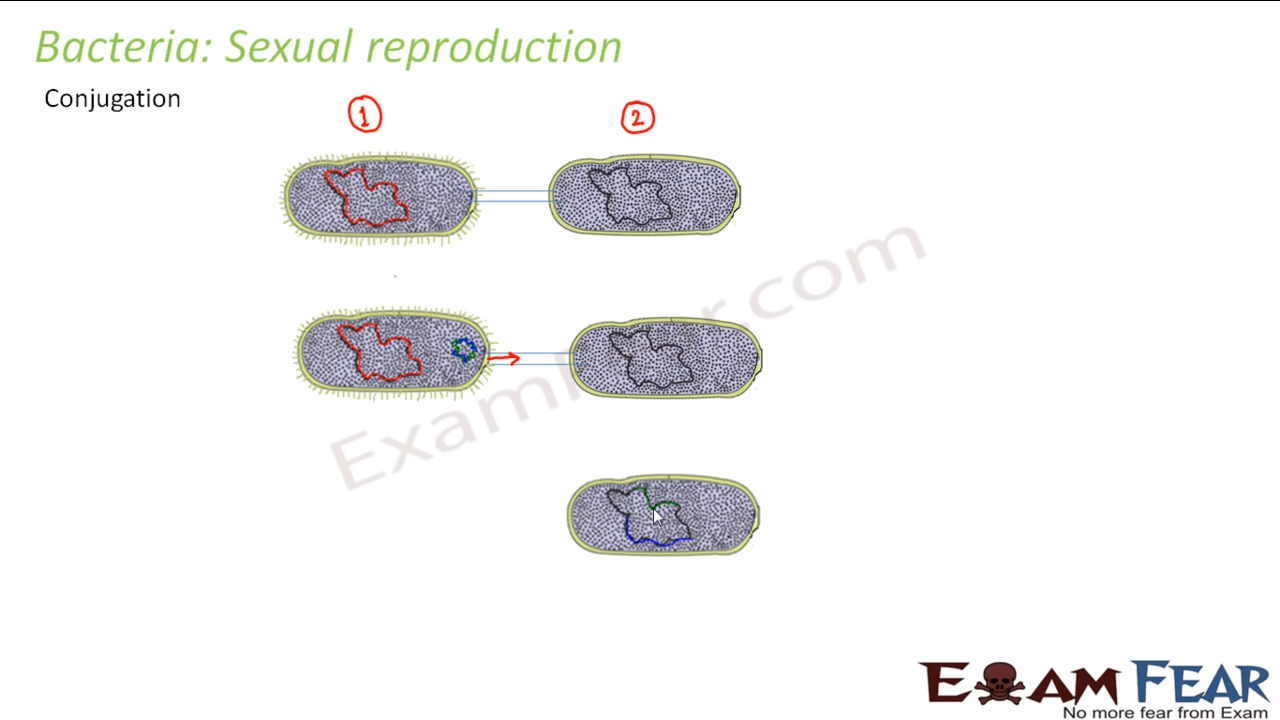 Bacteria: Sexual reproduction
Conjugation
1
2
Examfear.com
EXAM FEAR
No more fear from Exam